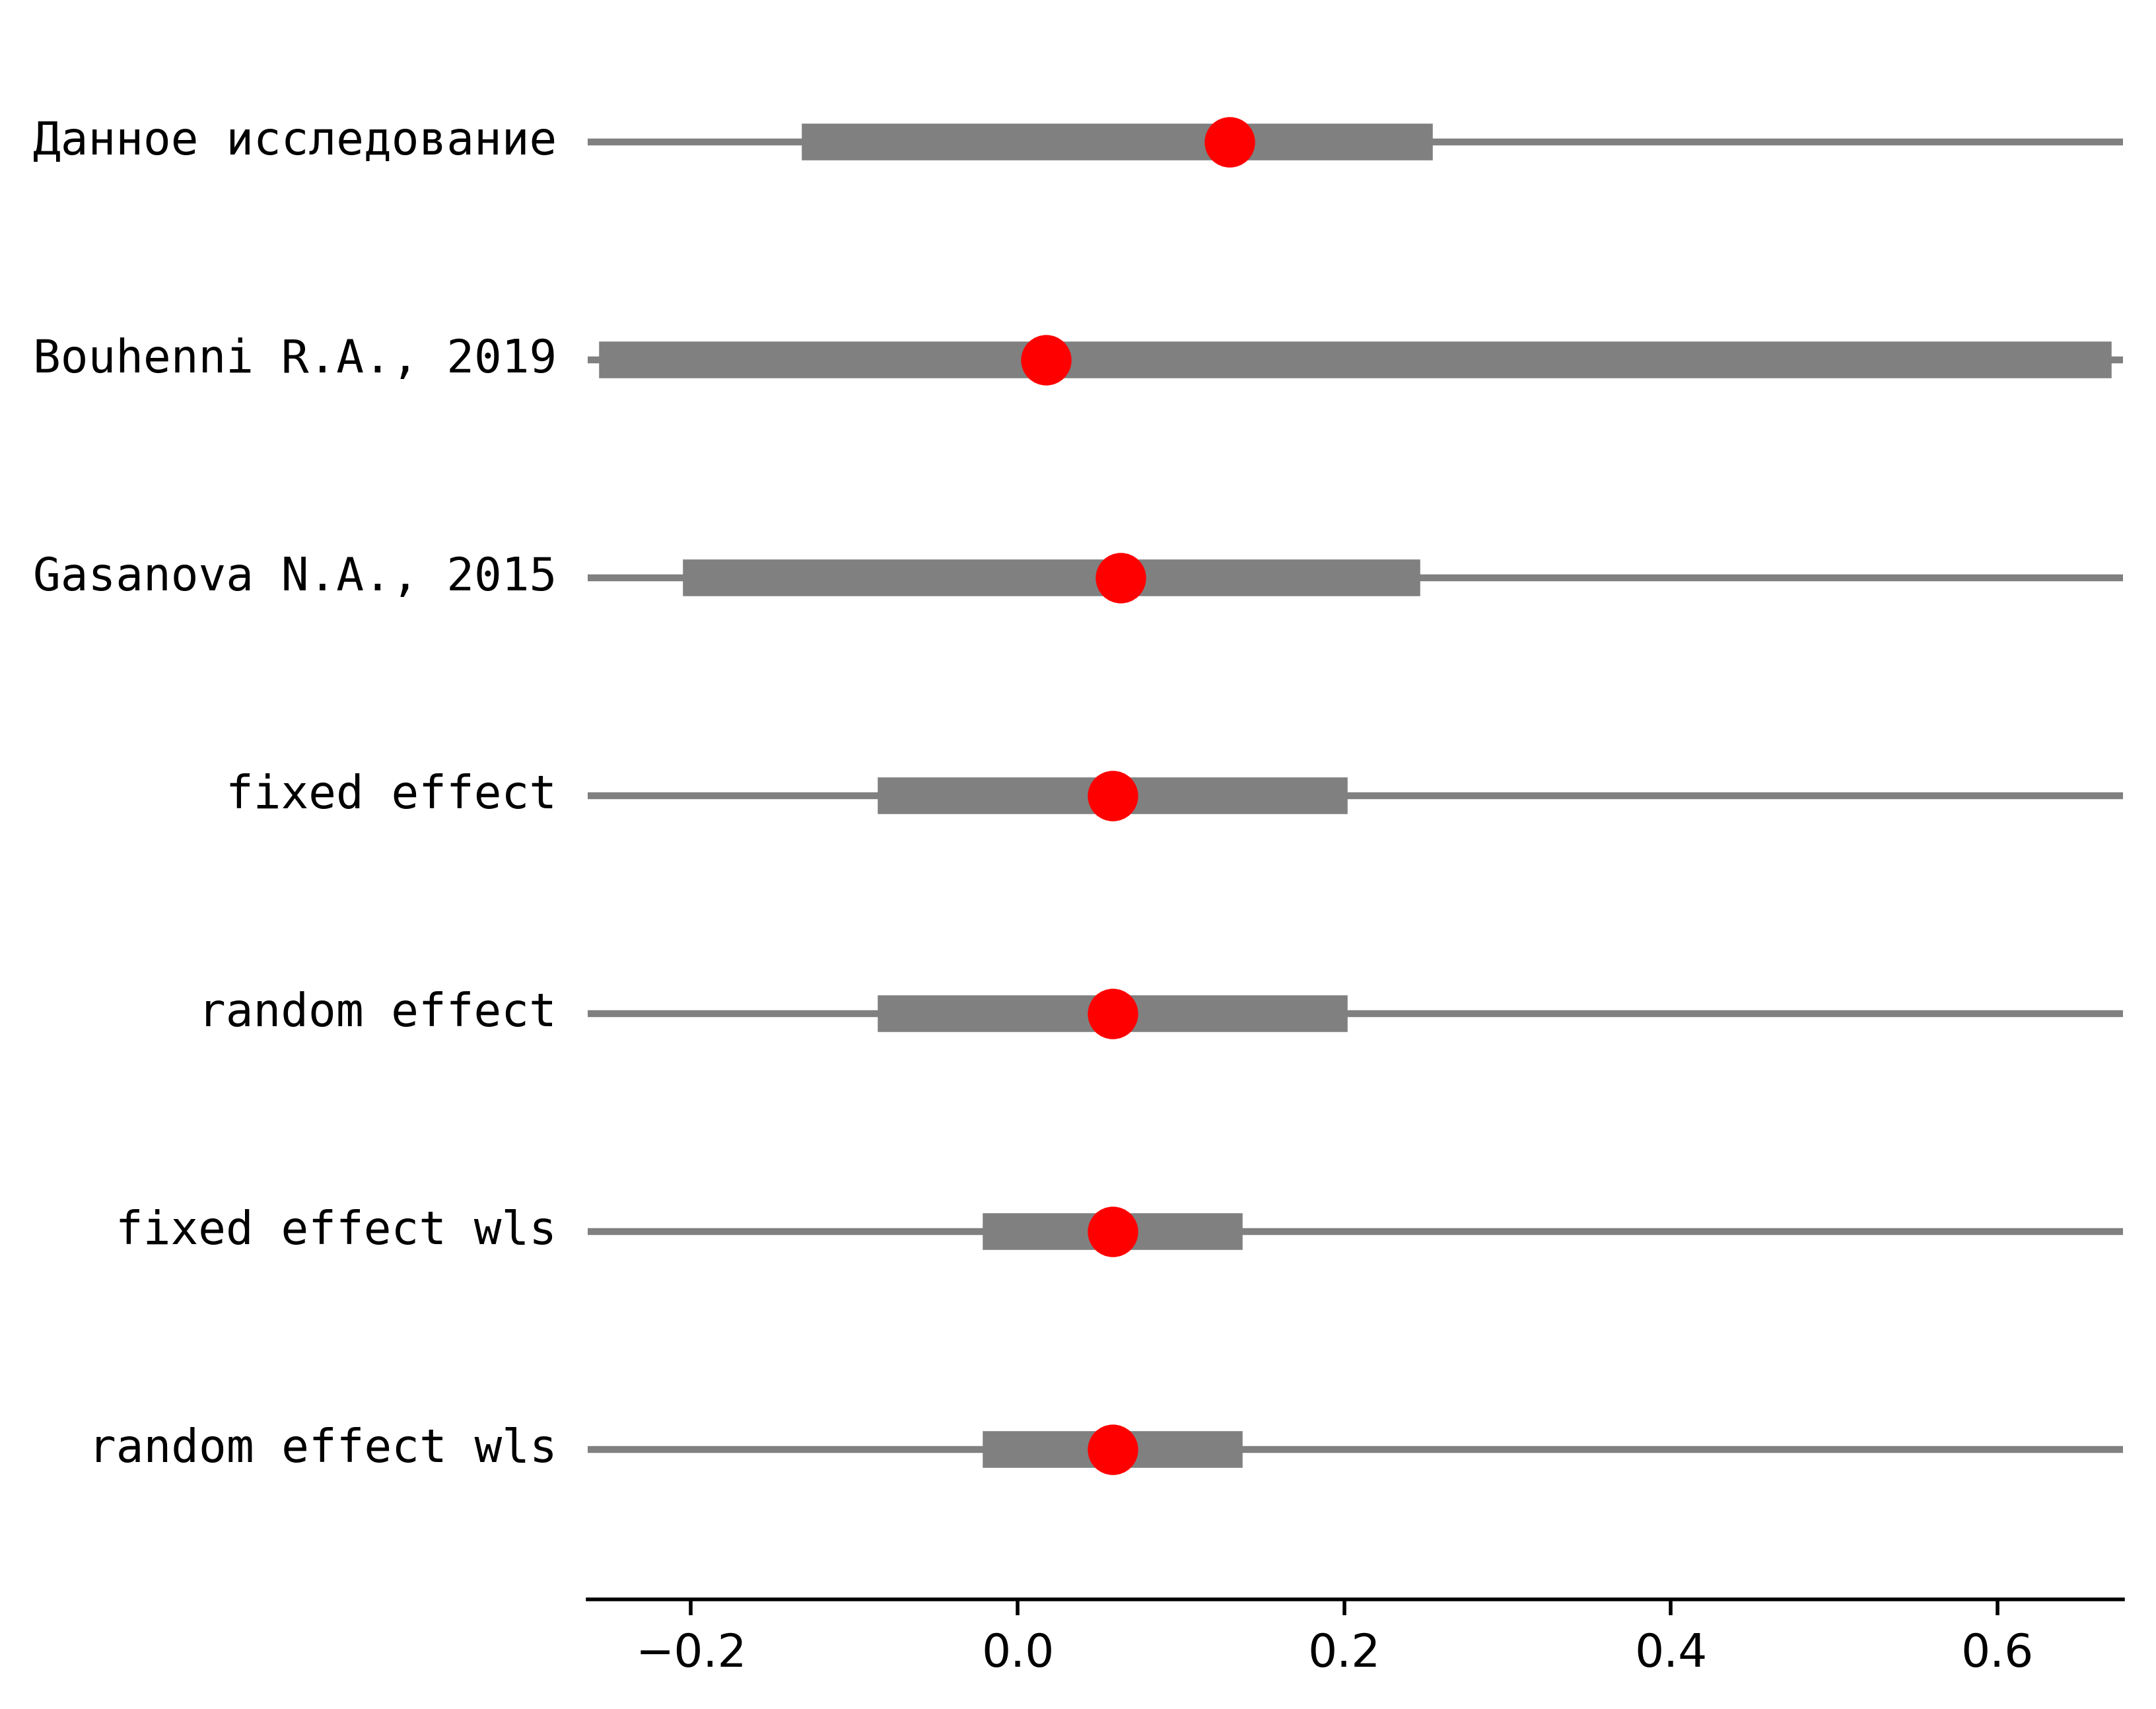 Данное исследование
Bouhenni R.A., 2019
Gasanova N.A., 2015
fixed effect
random effect
fixed effect wls
random effect wls
−0.2 0.0 0.2 0.4 0.6